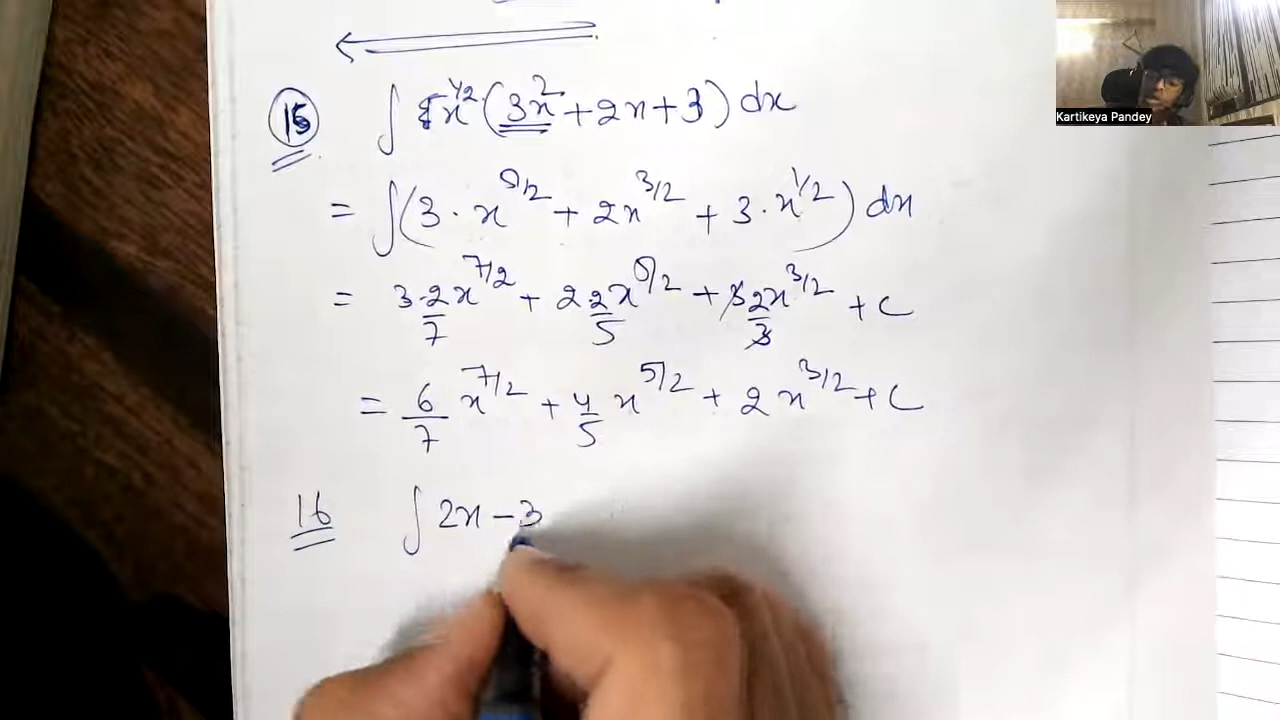 Kartikeya Pandey
15 ∫ x^{1/2} (3x^2 + 2x + 3) dx
= ∫(3 · x^{5/2} + 2x^{3/2} + 3 · x^{1/2}) dx
= 3·2/7 x^{7/2} + 2 2/5 x^{5/2} + 3 2/3 x^{3/2} + C
= 6/7 x^{7/2} + 4/5 x^{5/2} + 2 x^{3/2} + C
16 ∫ 2x - 3